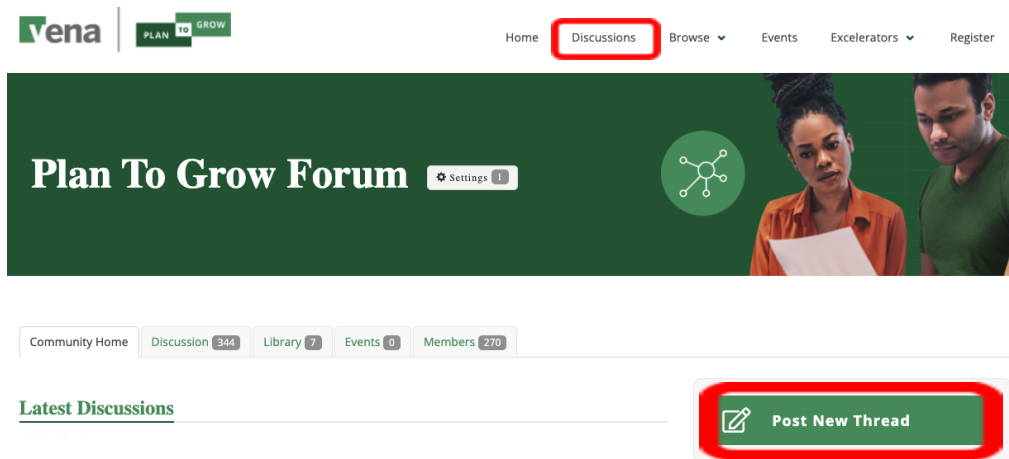 vena PLAN TO GROW
Home Discussions Browse Events Excelerators Register
Plan To Grow Forum Settings 1
Community Home Discussion 344 Library 7 Events 0 Members 270
Latest Discussions
Post New Thread